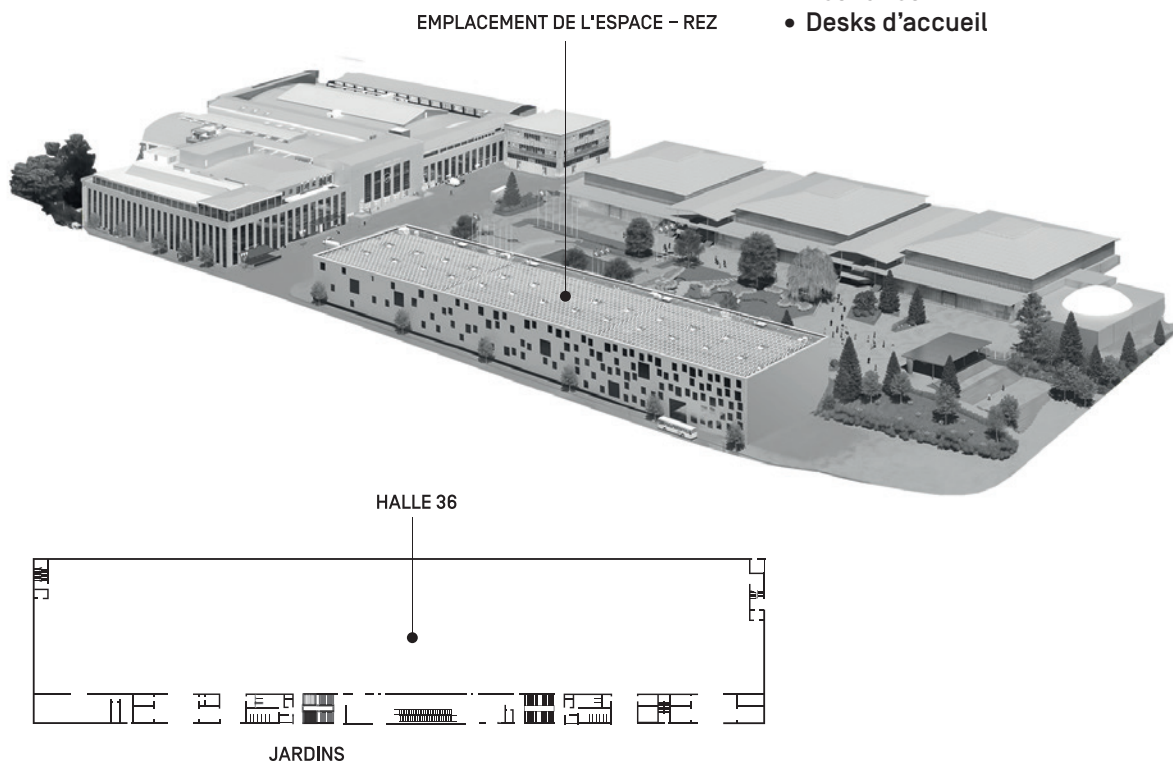 EMPLACEMENT DE L'ESPACE – REZ
• Desks d'accueil
HALLE 36
JARDINS